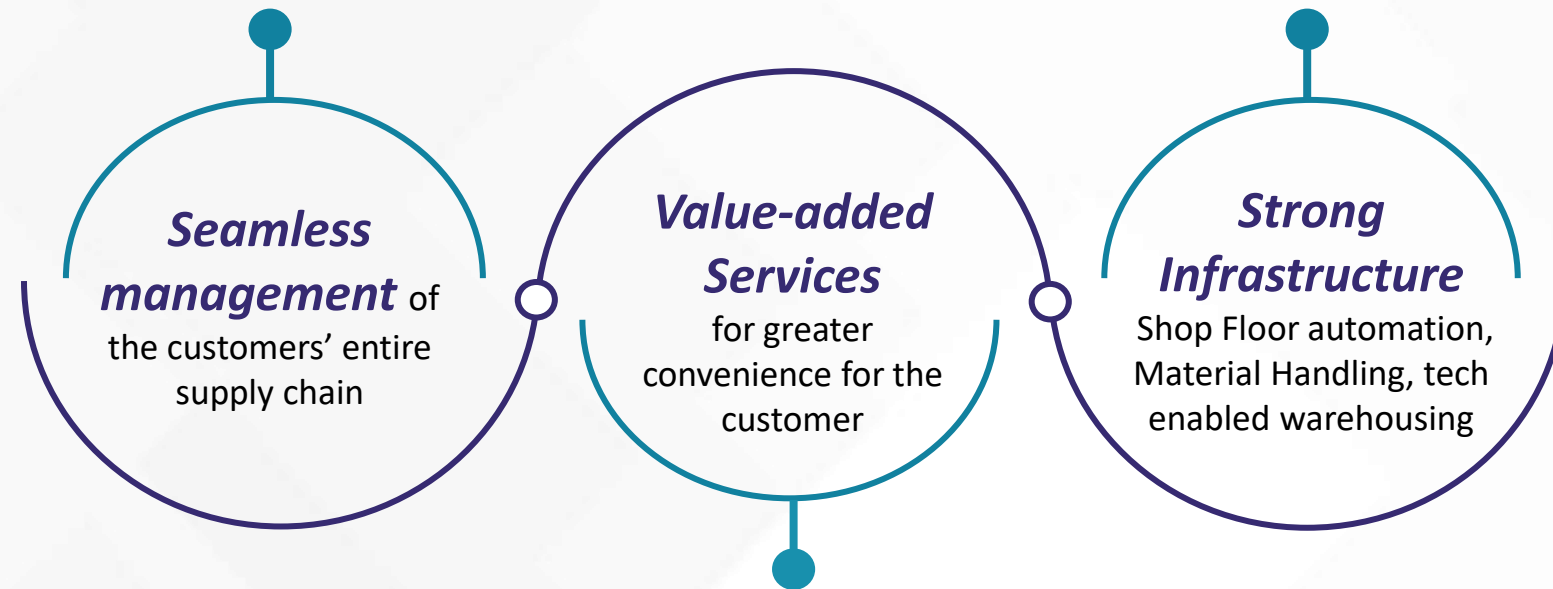 Seamless
management of
the customers’ entire
supply chain
Value-added
Services
for greater
convenience for the
customer
Strong
Infrastructure
Shop Floor automation,
Material Handling, tech
enabled warehousing